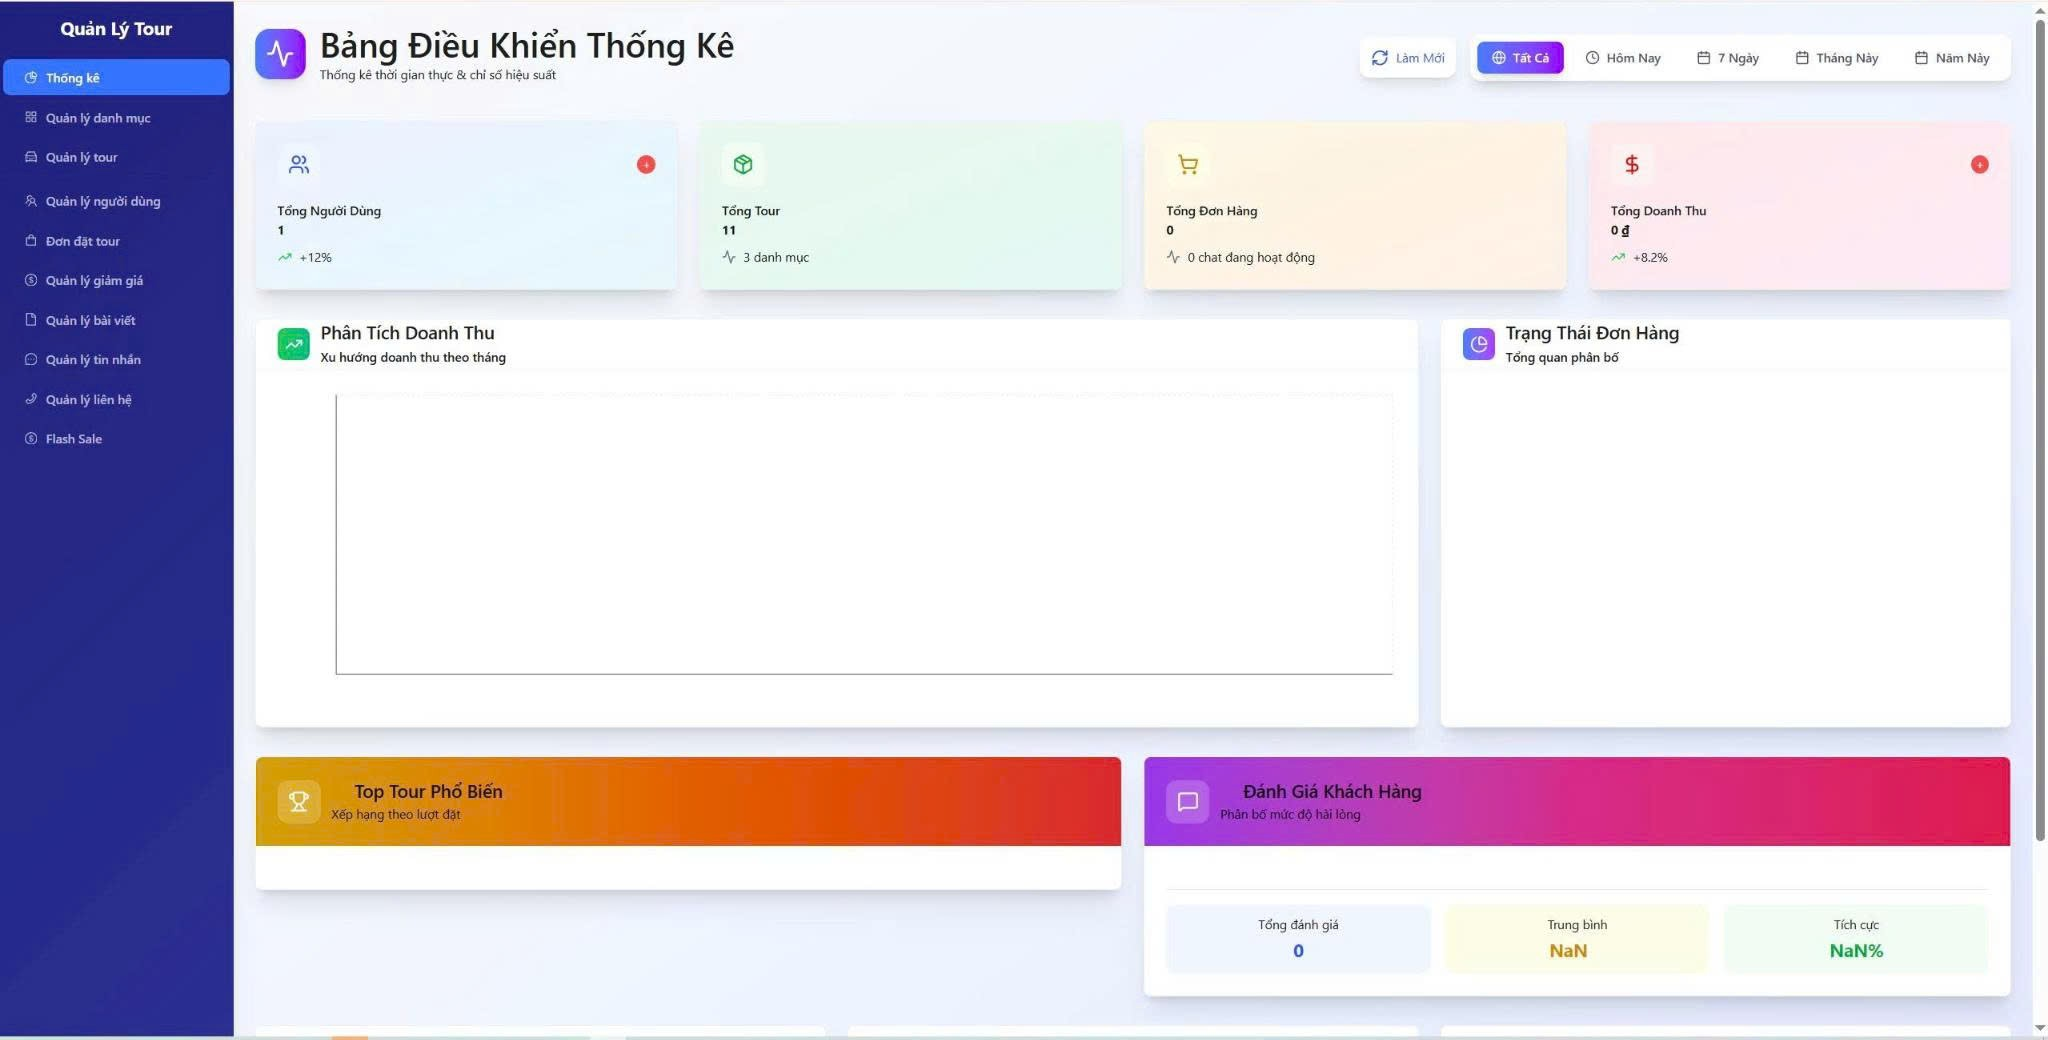 Quản Lý Tour
Thống kê
Quản lý danh mục
Quản lý tour
Quản lý người dùng
Đơn đặt tour
Quản lý giảm giá
Quản lý bài viết
Quản lý tin nhắn
Quản lý liên hệ
Flash Sale
Bảng Điều Khiển Thống Kê
Thống kê thời gian thực & chỉ số hiệu suất
Làm Mới
Tất Cả
Hôm Nay
7 Ngày
Tháng Này
Năm Này
+
Tổng Người Dùng
1
+12%
Tổng Tour
11
3 danh mục
Tổng Đơn Hàng
0
0 chat đang hoạt động
+
Tổng Doanh Thu
0 ₫
+8.2%
Phân Tích Doanh Thu
Xu hướng doanh thu theo tháng
Trạng Thái Đơn Hàng
Tổng quan phân bố
Top Tour Phổ Biến
Xếp hạng theo lượt đặt
Đánh Giá Khách Hàng
Phân bố mức độ hài lòng
Tổng đánh giá
0
Trung bình
NaN
Tích cực
NaN%